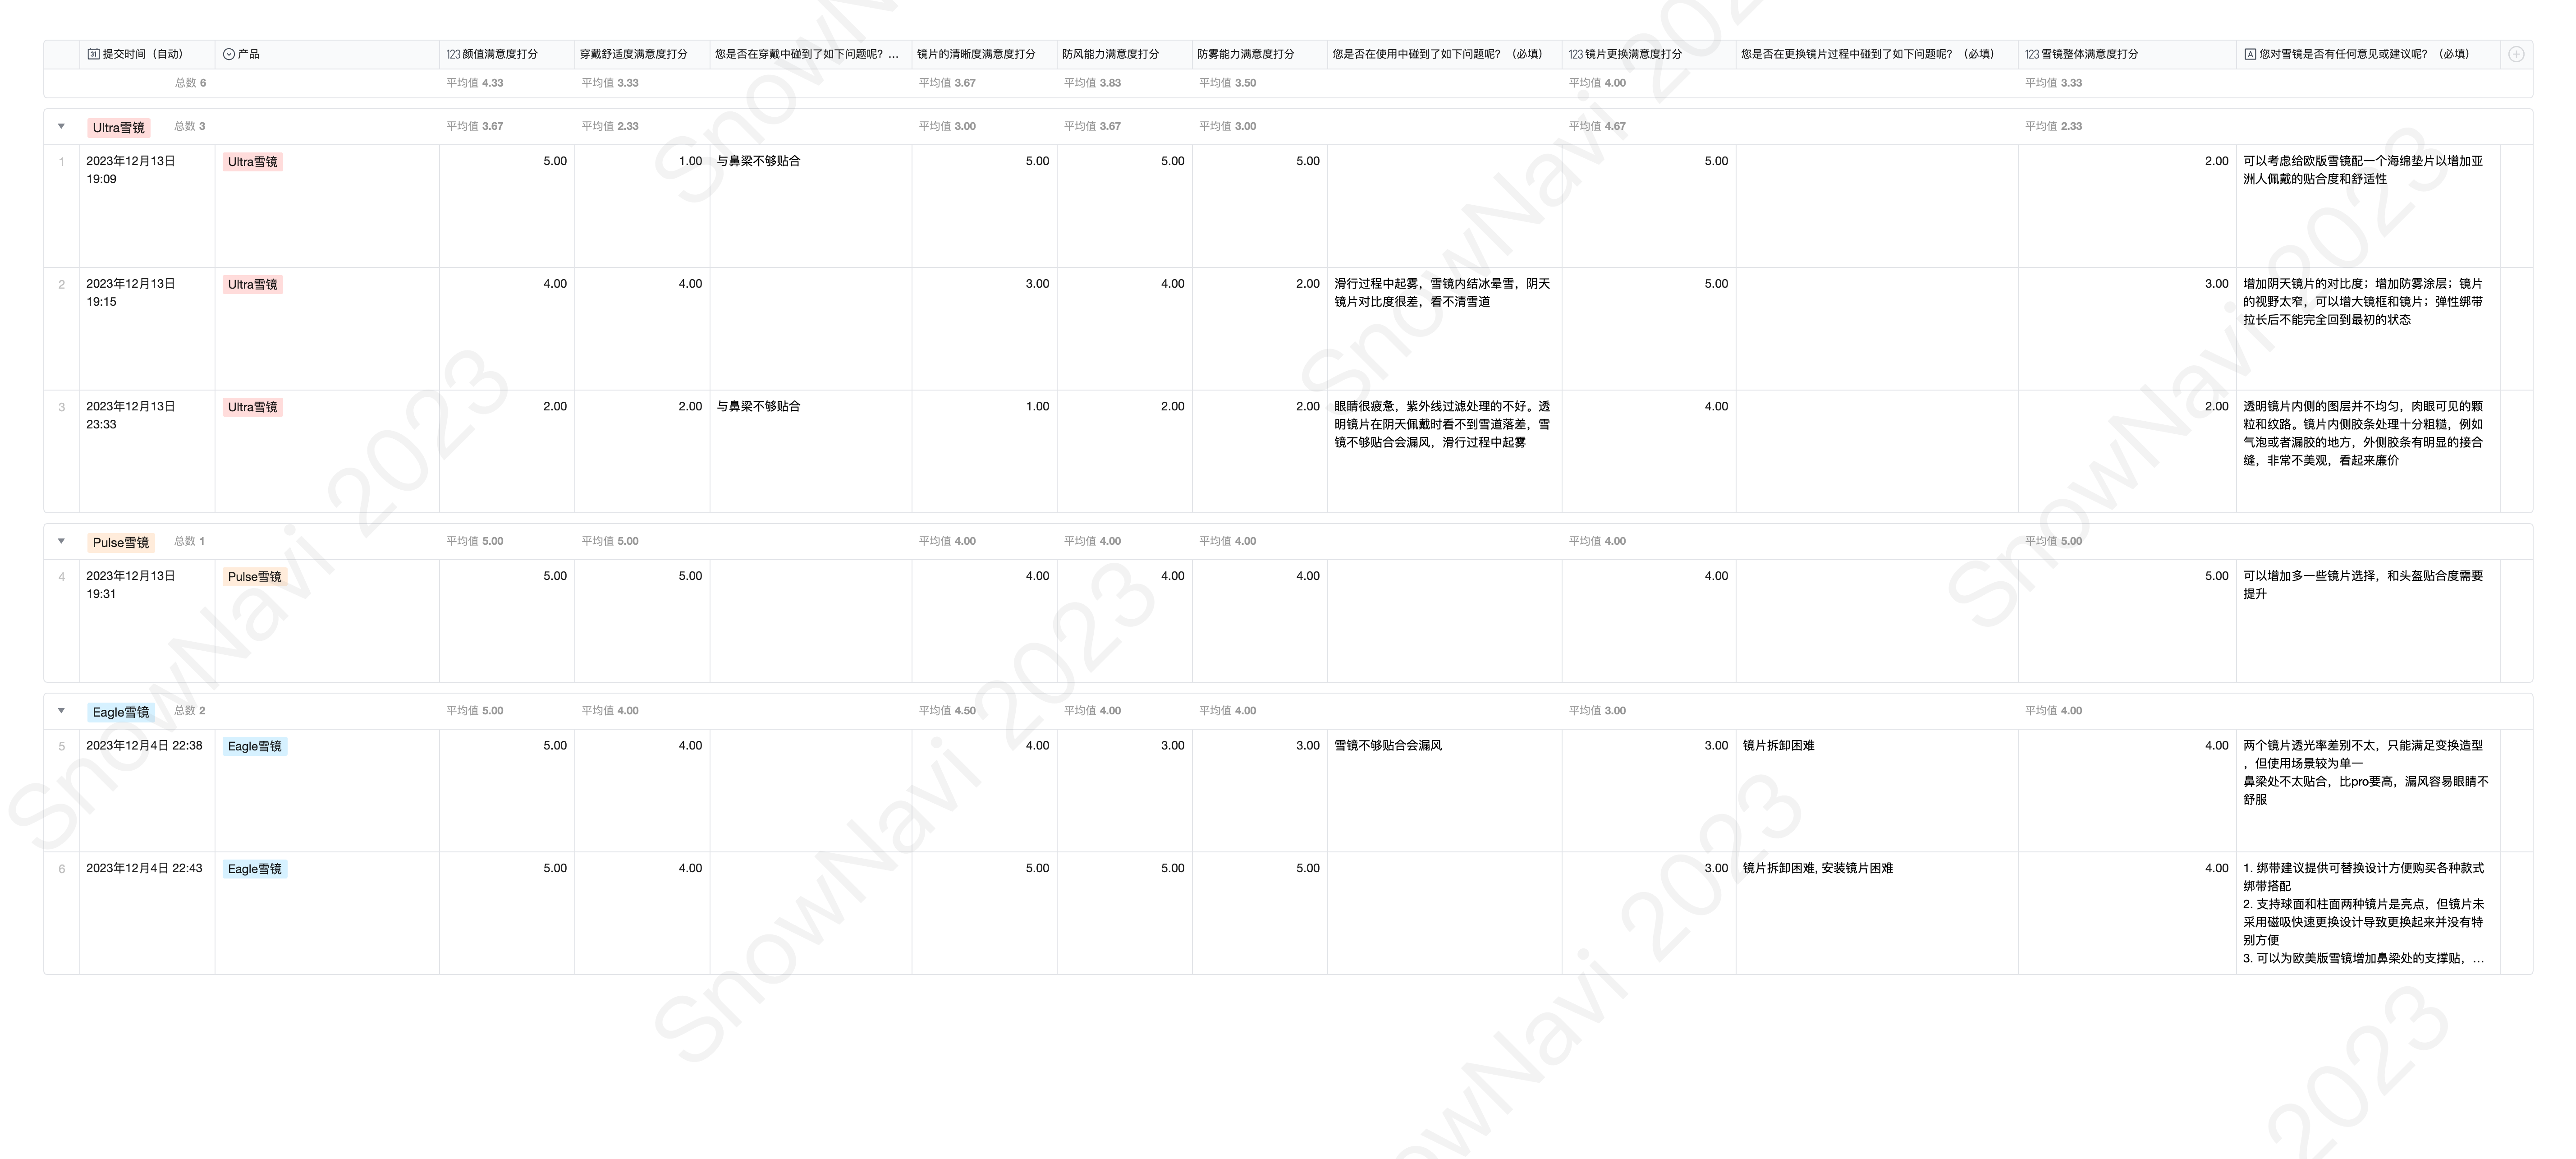 提交时间（自动） 产品 123 颜值满意度打分 穿戴舒适度满意度打分 您是否在穿戴中碰到了如下问题呢？... 镜片的清晰度满意度打分 防风能力满意度打分 防雾能力满意度打分 您是否在使用中碰到了如下问题呢？（必填） 123 镜片更换满意度打分 您是否在更换镜片过程中碰到了如下问题呢？（必填） 123 雪镜整体满意度打分 您对雪镜是否有任何意见或建议呢？（必填）
总数 6 平均值 4.33 平均值 3.33 平均值 3.67 平均值 3.83 平均值 3.50 平均值 4.00 平均值 3.33
Ultra雪镜 总数 3 平均值 3.67 平均值 2.33 平均值 3.00 平均值 3.67 平均值 3.00 平均值 4.67 平均值 2.33
1 2023年12月13日 Ultra雪镜 5.00 1.00 与鼻梁不够贴合 5.00 5.00 5.00 5.00 2.00 可以考虑给欧版雪镜配一个海绵垫片以增加亚
19:09 洲人佩戴的贴合度和舒适性
2 2023年12月13日 Ultra雪镜 4.00 4.00 3.00 4.00 2.00 滑行过程中起雾，雪镜内结冰晕雪，阴天 5.00 3.00 增加阴天镜片的对比度；增加防雾涂层；镜片
19:15 镜片对比度很差，看不清雪道 的视野太窄，可以增大镜框和镜片；弹性绑带
拉长后不能完全回到最初的状态
3 2023年12月13日 Ultra雪镜 2.00 2.00 与鼻梁不够贴合 1.00 2.00 2.00 眼睛很疲惫，紫外线过滤处理的不好。透 4.00 2.00 透明镜片内侧的图层并不均匀，肉眼可见的颗
23:33 明镜片在阴天佩戴时看不到雪道落差，雪 粒和纹路。镜片内侧胶条处理十分粗糙，例如
镜不够贴合会漏风，滑行过程中起雾 气泡或者漏胶的地方，外侧胶条有明显的接合
缝，非常不美观，看起来廉价
Pulse雪镜 总数 1 平均值 5.00 平均值 5.00 平均值 4.00 平均值 4.00 平均值 4.00 平均值 4.00 平均值 5.00
4 2023年12月13日 Pulse雪镜 5.00 5.00 4.00 4.00 4.00 4.00 5.00 可以增加多一些镜片选择，和头盔贴合度需要
19:31 提升
Eagle雪镜 总数 2 平均值 5.00 平均值 4.00 平均值 4.50 平均值 4.00 平均值 4.00 平均值 3.00 平均值 4.00
5 2023年12月4日 22:38 Eagle雪镜 5.00 4.00 4.00 3.00 3.00 雪镜不够贴合会漏风 3.00 镜片拆卸困难 4.00 两个镜片透光率差别不太，只能满足变换造型
，但使用场景较为单一
鼻梁处不太贴合，比pro要高，漏风容易眼睛不
舒服
6 2023年12月4日 22:43 Eagle雪镜 5.00 4.00 5.00 5.00 5.00 3.00 镜片拆卸困难, 安装镜片困难 4.00 1. 绑带建议提供可替换设计方便购买各种款式
绑带搭配
2. 支持球面和柱面两种镜片是亮点，但镜片未
采用磁吸快速更换设计导致更换起来并没有特
别方便
3. 可以为欧美版雪镜增加鼻梁处的支撑贴，...
SnowNavi 2023